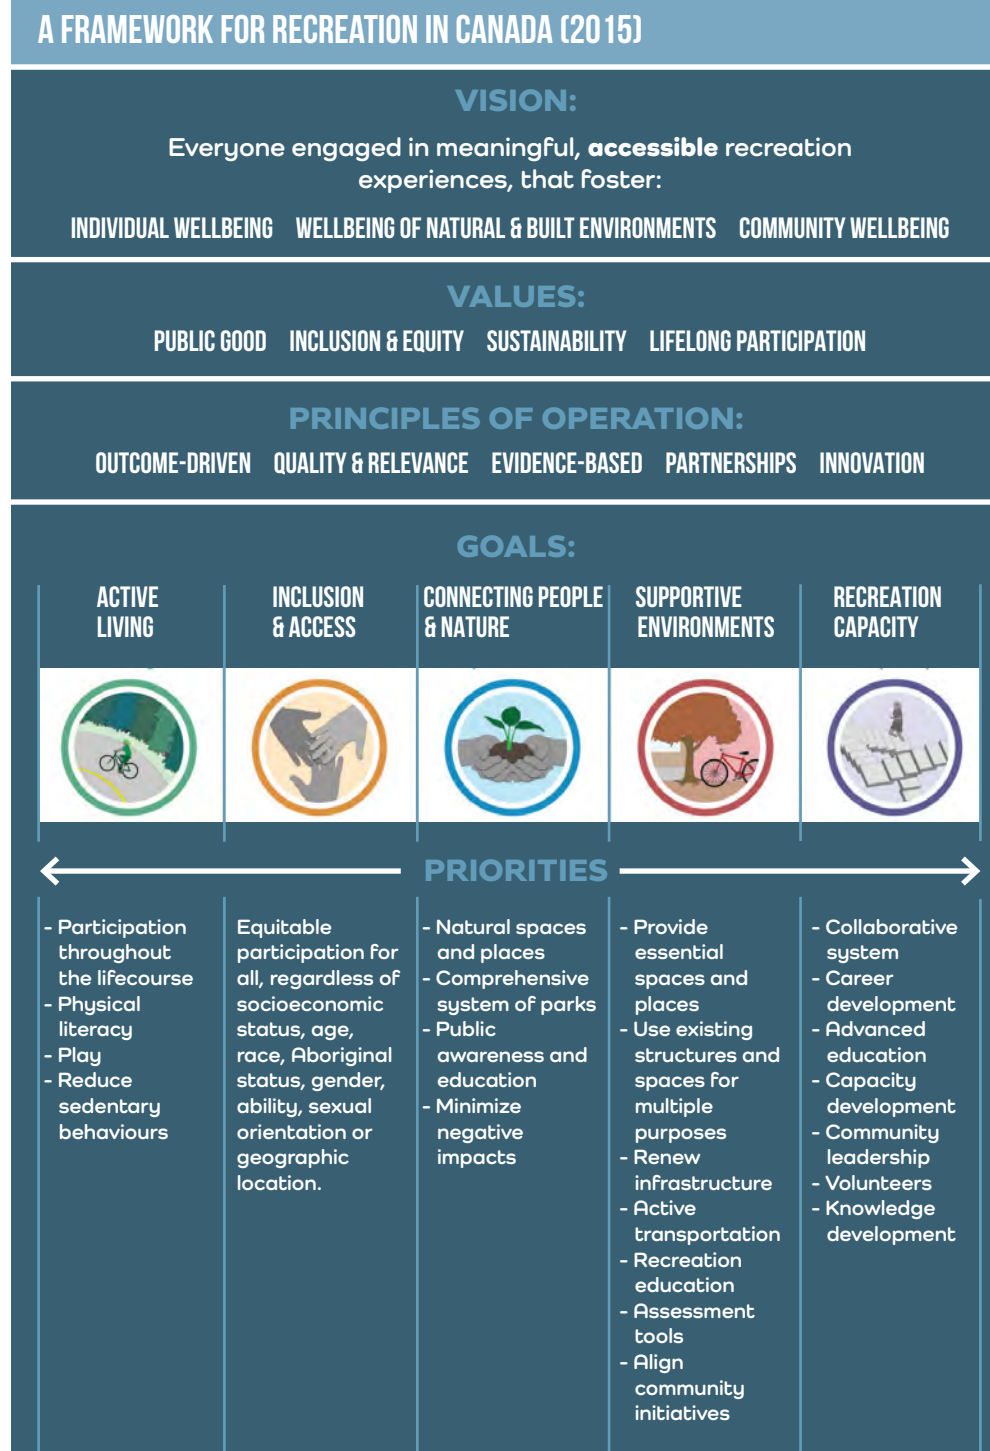 A FRAMEWORK FOR RECREATION IN CANADA (2015)
VISION:
Everyone engaged in meaningful, accessible recreation
experiences, that foster:
INDIVIDUAL WELLBEING WELLBEING OF NATURAL & BUILT ENVIRONMENTS COMMUNITY WELLBEING
VALUES:
PUBLIC GOOD INCLUSION & EQUITY SUSTAINABILITY LIFELONG PARTICIPATION
PRINCIPLES OF OPERATION:
OUTCOME-DRIVEN QUALITY & RELEVANCE EVIDENCE-BASED PARTNERSHIPS INNOVATION
GOALS:
ACTIVE
LIVING
INCLUSION
& ACCESS
CONNECTING PEOPLE
& NATURE
SUPPORTIVE
ENVIRONMENTS
RECREATION
CAPACITY
PRIORITIES
- Participation
throughout
the lifecourse
- Physical
literacy
- Play
- Reduce
sedentary
behaviours
Equitable
participation for
all, regardless of
socioeconomic
status, age,
race, Aboriginal
status, gender,
ability, sexual
orientation or
geographic
location.
- Natural spaces
and places
- Comprehensive
system of parks
- Public
awareness and
education
- Minimize
negative
impacts
- Provide
essential
spaces and
places
- Use existing
structures and
spaces for
multiple
purposes
- Renew
infrastructure
- Active
transportation
- Recreation
education
- Assessment
tools
- Align
community
initiatives
- Collaborative
system
- Career
development
- Advanced
education
- Capacity
development
- Community
leadership
- Volunteers
- Knowledge
development